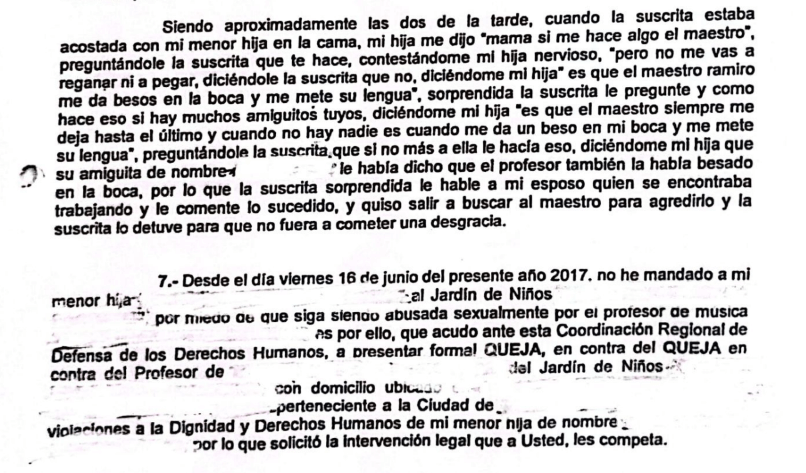 Siendo aproximadamente las dos de la tarde, cuando la suscrita estaba
acostada con mi menor hija en la cama, mi hija me dijo "mama si me hace algo el maestro",
preguntándole la suscrita que te hace, contestándome mi hija nervioso, "pero no me vas a
reganar ni a pegar, diciéndole la suscrita que no, diciéndome mi hija" es que el maestro ramiro
me da besos en la boca y me mete su lengua", sorprendida la suscrita le pregunte y como
hace eso si hay muchos amiguitos tuyos, diciéndome mi hija "es que el maestro siempre me
deja hasta el último y cuando no hay nadie es cuando me da un beso en mi boca y me mete
su lengua", preguntándole la suscrita que si no más a ella le hacía eso, diciéndome mi hija que
su amiguita de nombre le había dicho que el profesor también la había besado
en la boca, por lo que la suscrita sorprendida le hable a mi esposo quien se encontraba
trabajando y le comente lo sucedido, y quiso salir a buscar al maestro para agredirlo y la
suscrita lo detuve para que no fuera a cometer una desgracia.
7.- Desde el día viernes 16 de junio del presente año 2017. no he mandado a mi
menor hija al Jardín de Niños
por miedo de que siga siendo abusada sexualmente por el profesor de musica
es por ello, que acudo ante esta Coordinación Regional de
Defensa de los Derechos Humanos, a presentar formal QUEJA, en contra del QUEJA en
contra del Profesor de del Jardín de Niños
con domicilio
perteneciente a la Ciudad de
violaciones a la Dignidad y Derechos Humanos de mi menor hija de nombre
por lo que solicitó la intervención legal que a Usted, les competa.